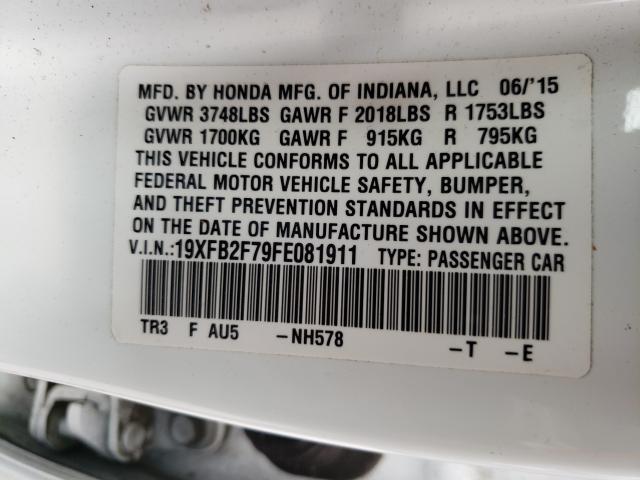 MFD. BY HONDA MFG. OF INDIANA, LLC 06/'15
GVWR 3748LBS GAWR F 2018LBS R 1753LBS
GVWR 1700KG GAWR F 915KG R 795KG
THIS VEHICLE CONFORMS TO ALL APPLICABLE
FEDERAL MOTOR VEHICLE SAFETY, BUMPER,
AND THEFT PREVENTION STANDARDS IN EFFECT
ON THE DATE OF MANUFACTURE SHOWN ABOVE.
V.I.N.:19XFB2F79FE081911 TYPE: PASSENGER CAR
TR3 F AU5 -NH578 -T -E